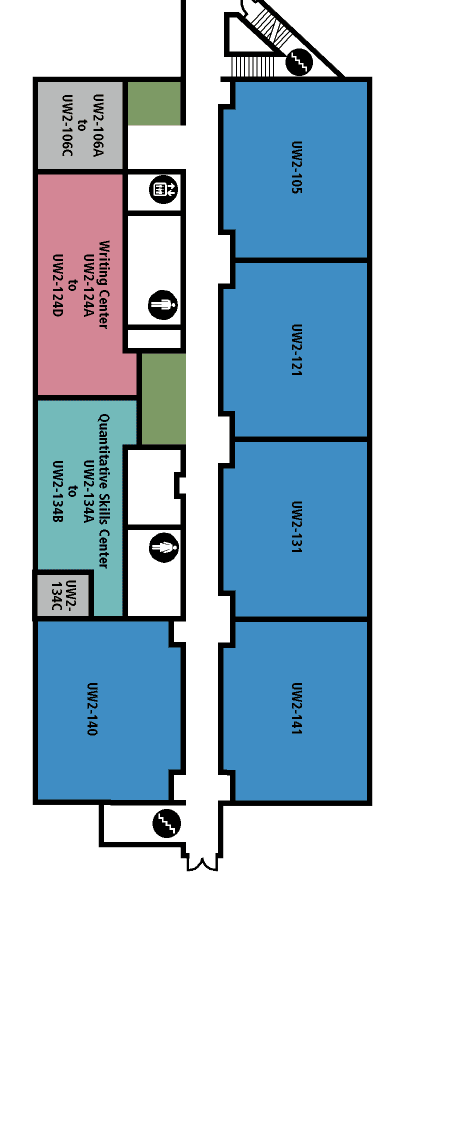 UW2-106A
to
UW2-106C
UW2-105
Writing Center
UW2-124A
to
UW2-124D
UW2-121
Quantitative Skills Center
UW2-134A
to
UW2-134B
UW2-131
UW2-
134C
UW2-140
UW2-141